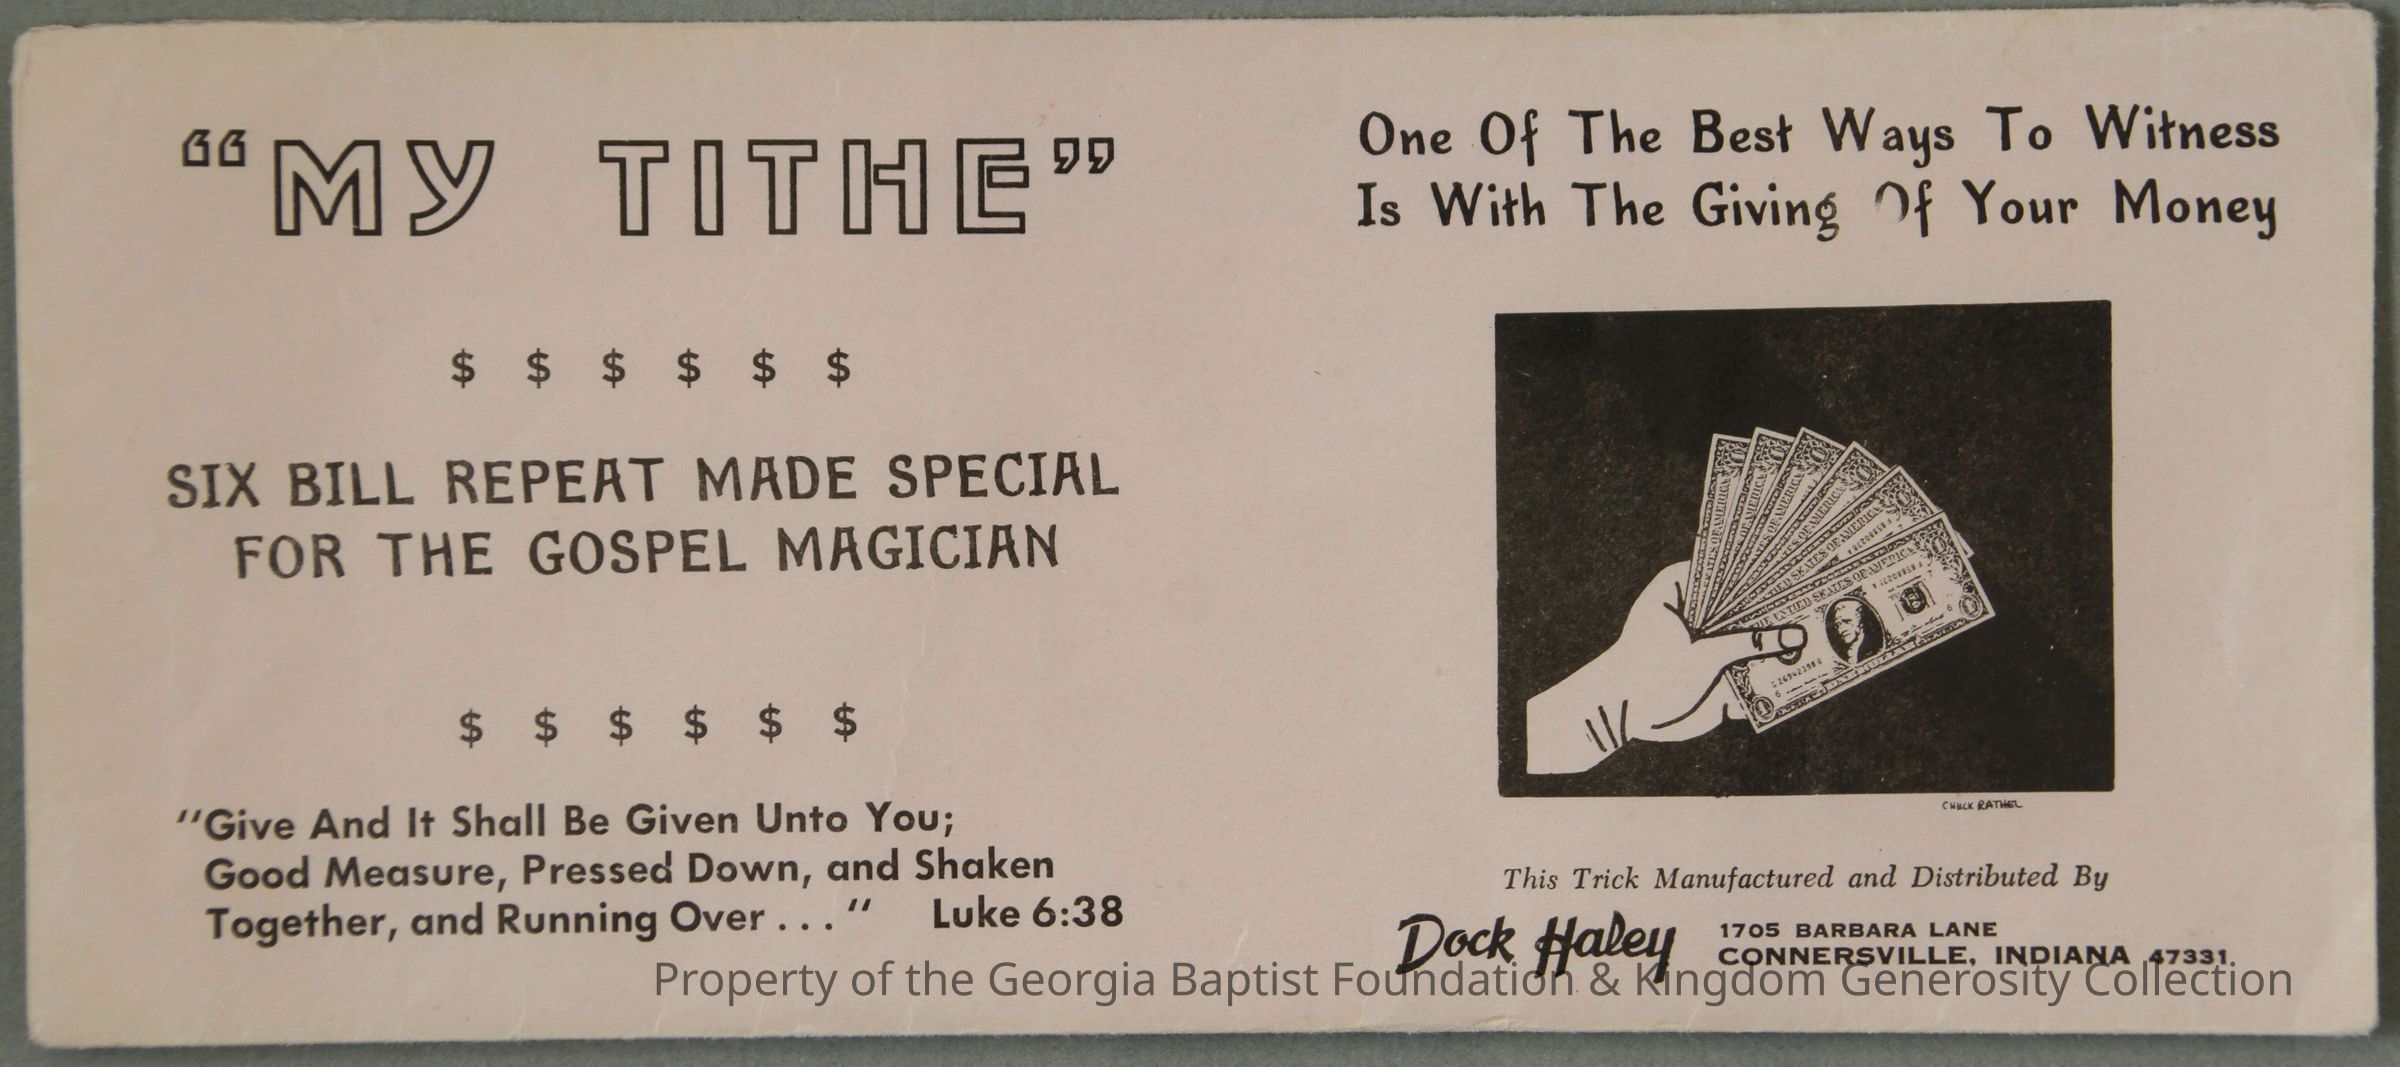 “MY TITHE”
$ $ $ $ $ $
SIX BILL REPEAT MADE SPECIAL
FOR THE GOSPEL MAGICIAN
$ $ $ $ $ $
"Give And It Shall Be Given Unto You;
Good Measure, Pressed Down, and Shaken
Together, and Running Over . . ." Luke 6:38
One Of The Best Ways To Witness
Is With The Giving Of Your Money
CHUCK RATHEL
This Trick Manufactured and Distributed By
Dock Haley
1705 BARBARA LANE
CONNERSVILLE, INDIANA 47331
Property of the Georgia Baptist Foundation & Kingdom Generosity Collection